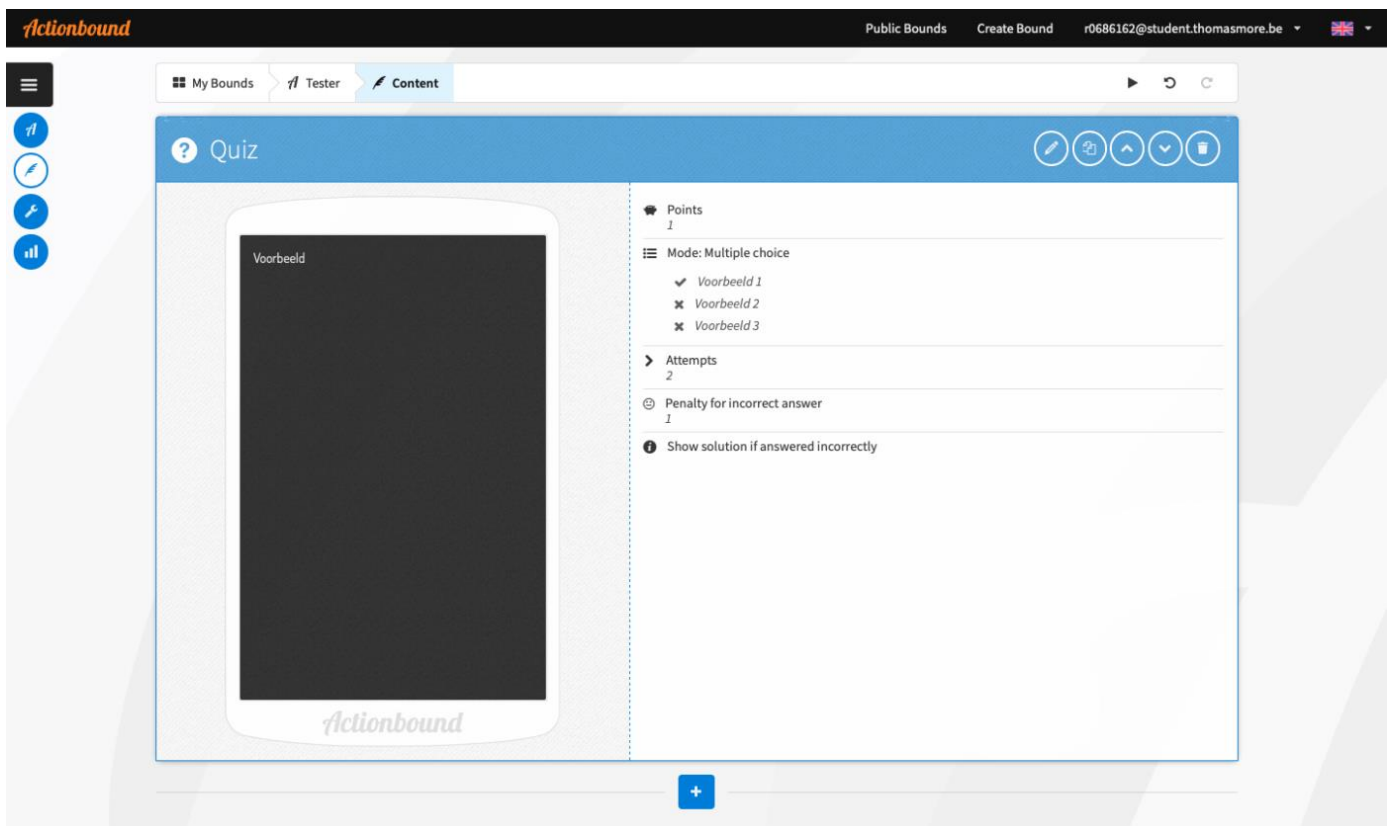 Actionbound
Public Bounds Create Bound r0686162@student.thomasmore.be
My Bounds Tester Content
Quiz
Voorbeeld
Actionbound
Points
1
Mode: Multiple choice
Voorbeeld 1
Voorbeeld 2
Voorbeeld 3
Attempts
2
Penalty for incorrect answer
1
Show solution if answered incorrectly